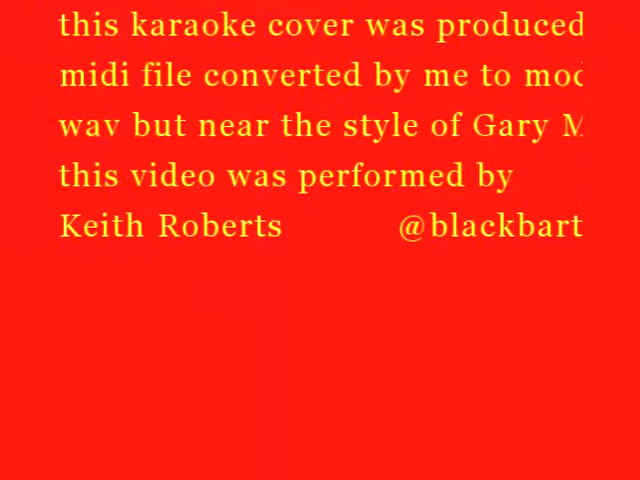 this karaoke cover was produced
midi file converted by me to
wav but near the style of Gary
this video was performed by
Keith Roberts @blackbart